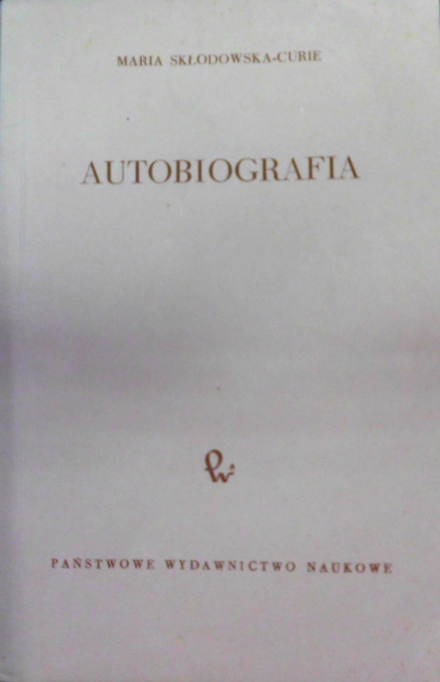 MARIA SKŁODOWSKA-CURIE
AUTOBIOGRAFIA
PAŃSTWOWE WYDAWNICTWO NAUKOWE